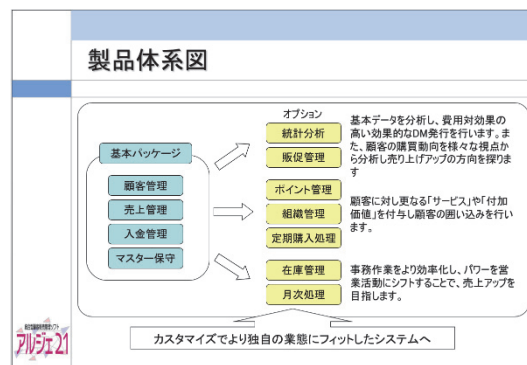 製品体系図
オプション
基本パッケージ
顧客管理
売上管理
入金管理
マスター保守
統計分析
販促管理
基本データを分析し、費用対効果の
高い効果的なDM発行を行います。ま
た、顧客の購買動向を様々な視点か
ら分析し売り上げアップの方向を探りま
す
ポイント管理
組織管理
定期購入処理
顧客に対し更なる「サービス」や「付加
価値」を付与し顧客の囲い込みを行い
ます。
在庫管理
月次処理
事務作業をより効率化し、パワーを営
業活動にシフトすることで、売上アップを
目指します。
カスタマイズでより独自の業態にフィットしたシステムへ
アルジェ21